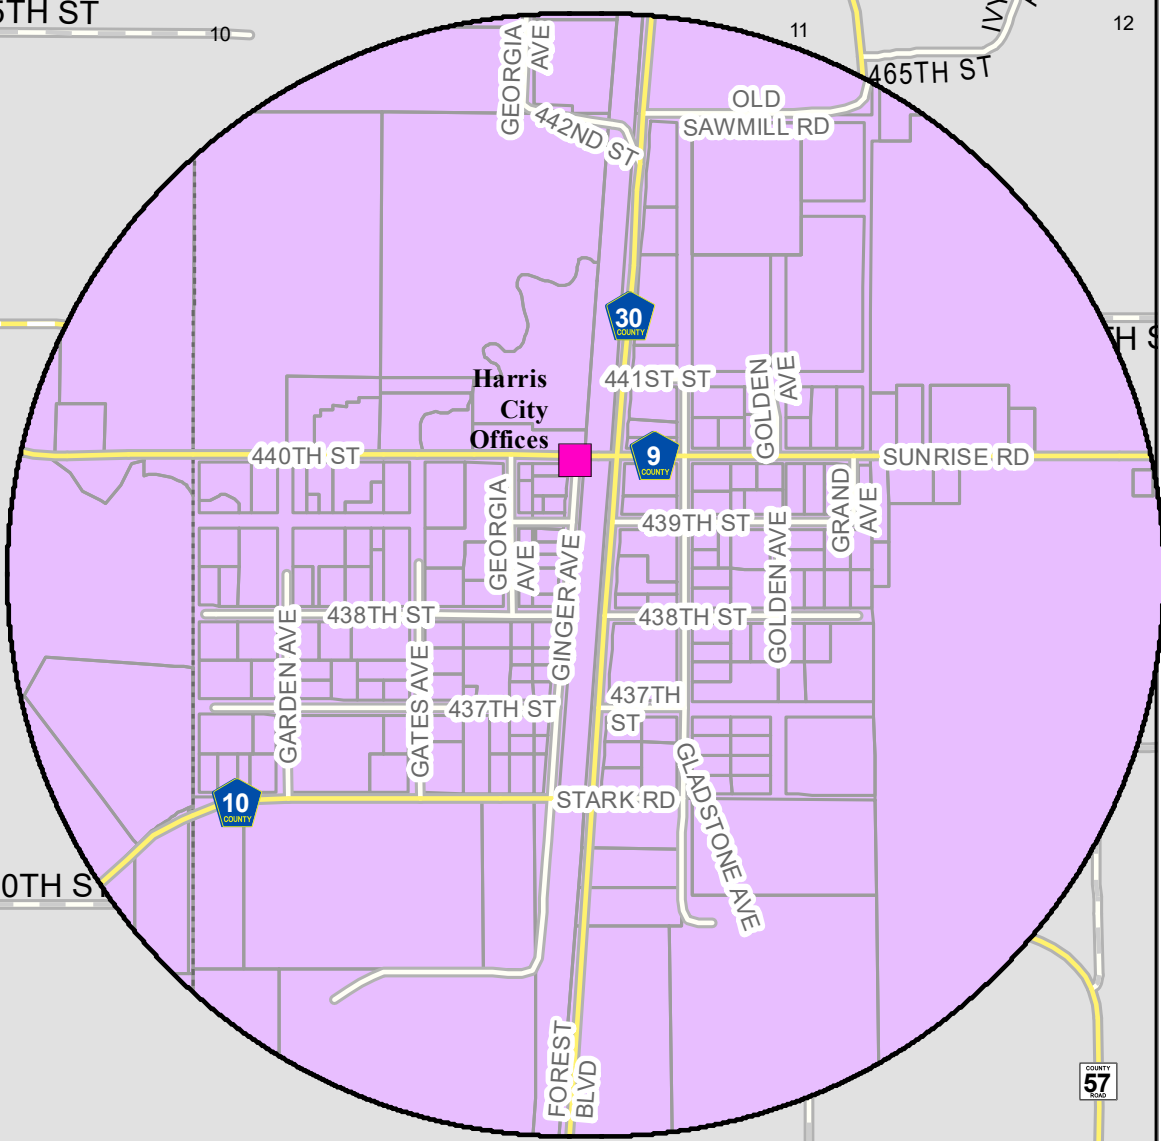 5TH ST
10
GEORGIA
AVE
11
IVY
12
465TH ST
OLD
SAWMILL RD
442ND ST
30
COUNTY
TH S
Harris
City
Offices
441ST ST
GOLDEN
AVE
440TH ST
9
COUNTY
SUNRISE RD
GEORGIA
AVE
GINGER AVE
439TH ST
GOLDEN AVE
GRAND
AVE
438TH ST
438TH ST
GARDEN AVE
GATES AVE
437TH ST
437TH
ST
GLADSTONE AVE
10
COUNTY
STARK RD
0TH ST
FOREST
BLVD
COUNTY
57
ROAD